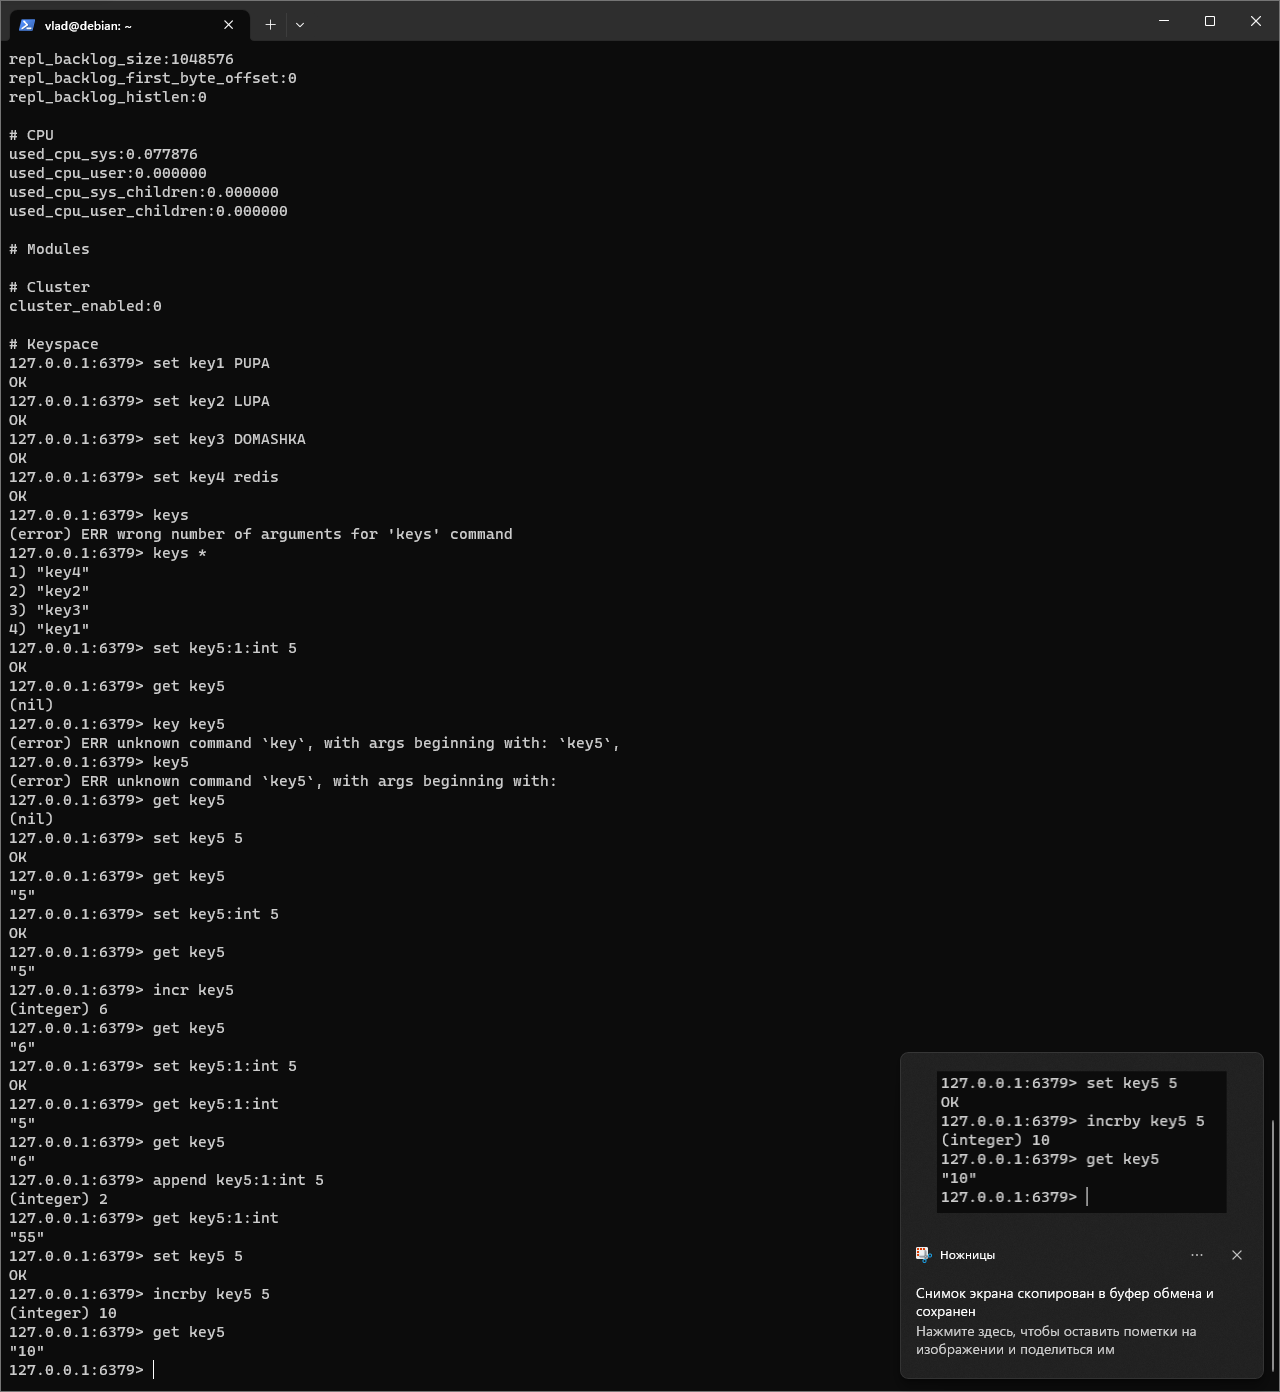 vlad@debian: ~
repl_backlog_size:1048576
repl_backlog_first_byte_offset:0
repl_backlog_histlen:0
# CPU
used_cpu_sys:0.077876
used_cpu_user:0.000000
used_cpu_sys_children:0.000000
used_cpu_user_children:0.000000
# Modules
# Cluster
cluster_enabled:0
# Keyspace
127.0.0.1:6379> set key1 PUPA
OK
127.0.0.1:6379> set key2 LUPA
OK
127.0.0.1:6379> set key3 DOMASHKA
OK
127.0.0.1:6379> set key4 redis
OK
127.0.0.1:6379> keys
(error) ERR wrong number of arguments for 'keys' command
127.0.0.1:6379> keys *
1) "key4"
2) "key2"
3) "key3"
4) "key1"
127.0.0.1:6379> set key5:1:int 5
OK
127.0.0.1:6379> get key5
(nil)
127.0.0.1:6379> key key5
(error) ERR unknown command `key`, with args beginning with: `key5`,
127.0.0.1:6379> key5
(error) ERR unknown command `key5`, with args beginning with:
127.0.0.1:6379> get key5
(nil)
127.0.0.1:6379> set key5 5
OK
127.0.0.1:6379> get key5
"5"
127.0.0.1:6379> set key5:int 5
OK
127.0.0.1:6379> get key5
"5"
127.0.0.1:6379> incr key5
(integer) 6
127.0.0.1:6379> get key5
"6"
127.0.0.1:6379> set key5:1:int 5
OK
127.0.0.1:6379> get key5:1:int
"5"
127.0.0.1:6379> get key5
"6"
127.0.0.1:6379> append key5:1:int 5
(integer) 2
127.0.0.1:6379> get key5:1:int
"55"
127.0.0.1:6379> set key5 5
OK
127.0.0.1:6379> incrby key5 5
(integer) 10
127.0.0.1:6379> get key5
"10"
127.0.0.1:6379>
127.0.0.1:6379> set key5 5
OK
127.0.0.1:6379> incrby key5 5
(integer) 10
127.0.0.1:6379> get key5
"10"
127.0.0.1:6379>
Ножницы
Снимок экрана скопирован в буфер обмена и
сохранен
Нажмите здесь, чтобы оставить пометки на
изображении и поделиться им